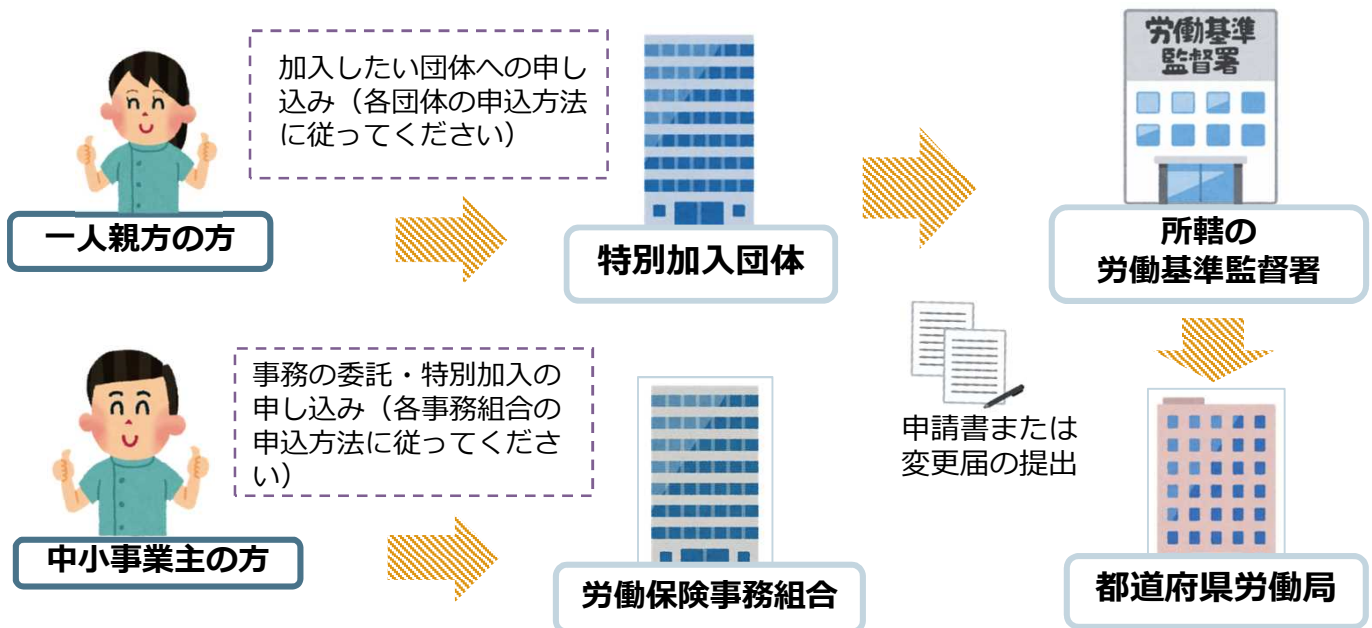 加入したい団体への申し
込み（各団体の申込方法
に従ってください）
一人親方の方
特別加入団体
労働基準
監督署
所轄の
労働基準監督署
事務の委託・特別加入の
申し込み（各事務組合の
申込方法に従ってくださ
い）
中小事業主の方
労働保険事務組合
申請書または
変更届の提出
都道府県労働局